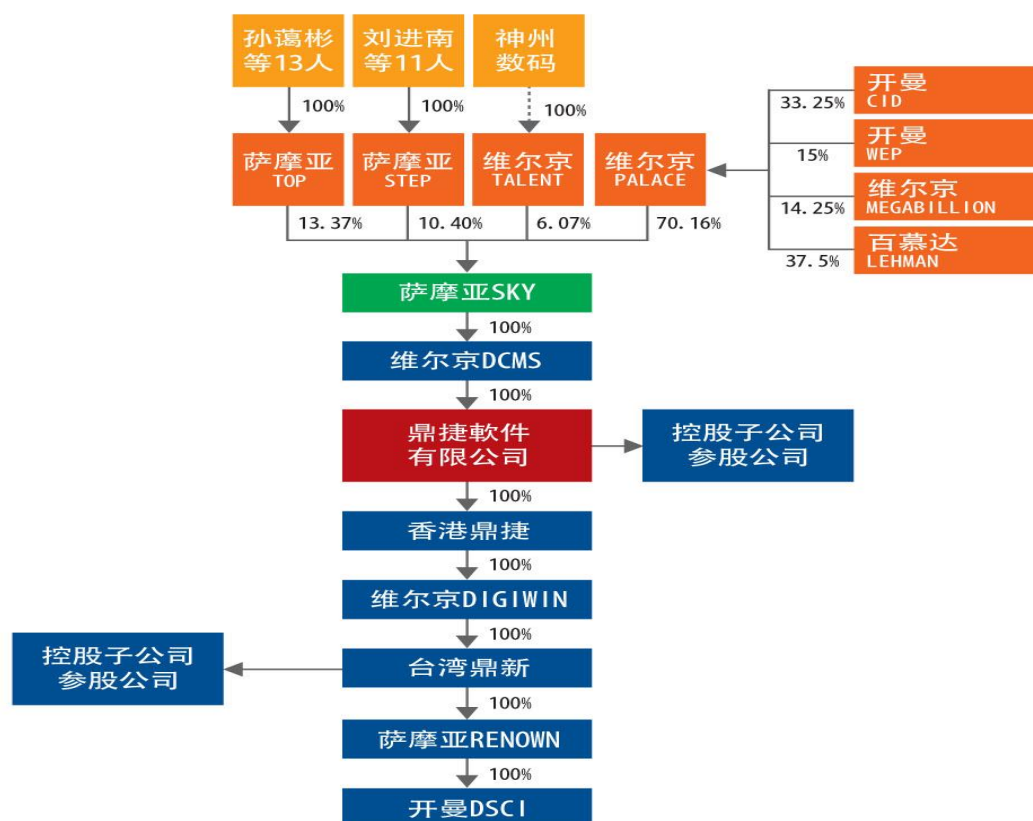 孙蔼彬
等13人
刘进南
等11人
神州
数码
100%
100%
100%
萨摩亚
TOP
萨摩亚
STEP
维尔京
TALENT
维尔京
PALACE
33.25%
开曼
CID
15%
开曼
WEP
14.25%
维尔京
MEGABILLION
37.5%
百慕达
LEHMAN
13.37%
10.40%
6.07%
70.16%
萨摩亚SKY
100%
维尔京DCMS
100%
鼎捷軟件
有限公司
控股子公司
参股公司
100%
香港鼎捷
100%
维尔京DIGIWIN
100%
控股子公司
参股公司
台湾鼎新
100%
萨摩亚RENOWN
100%
开曼DSCI